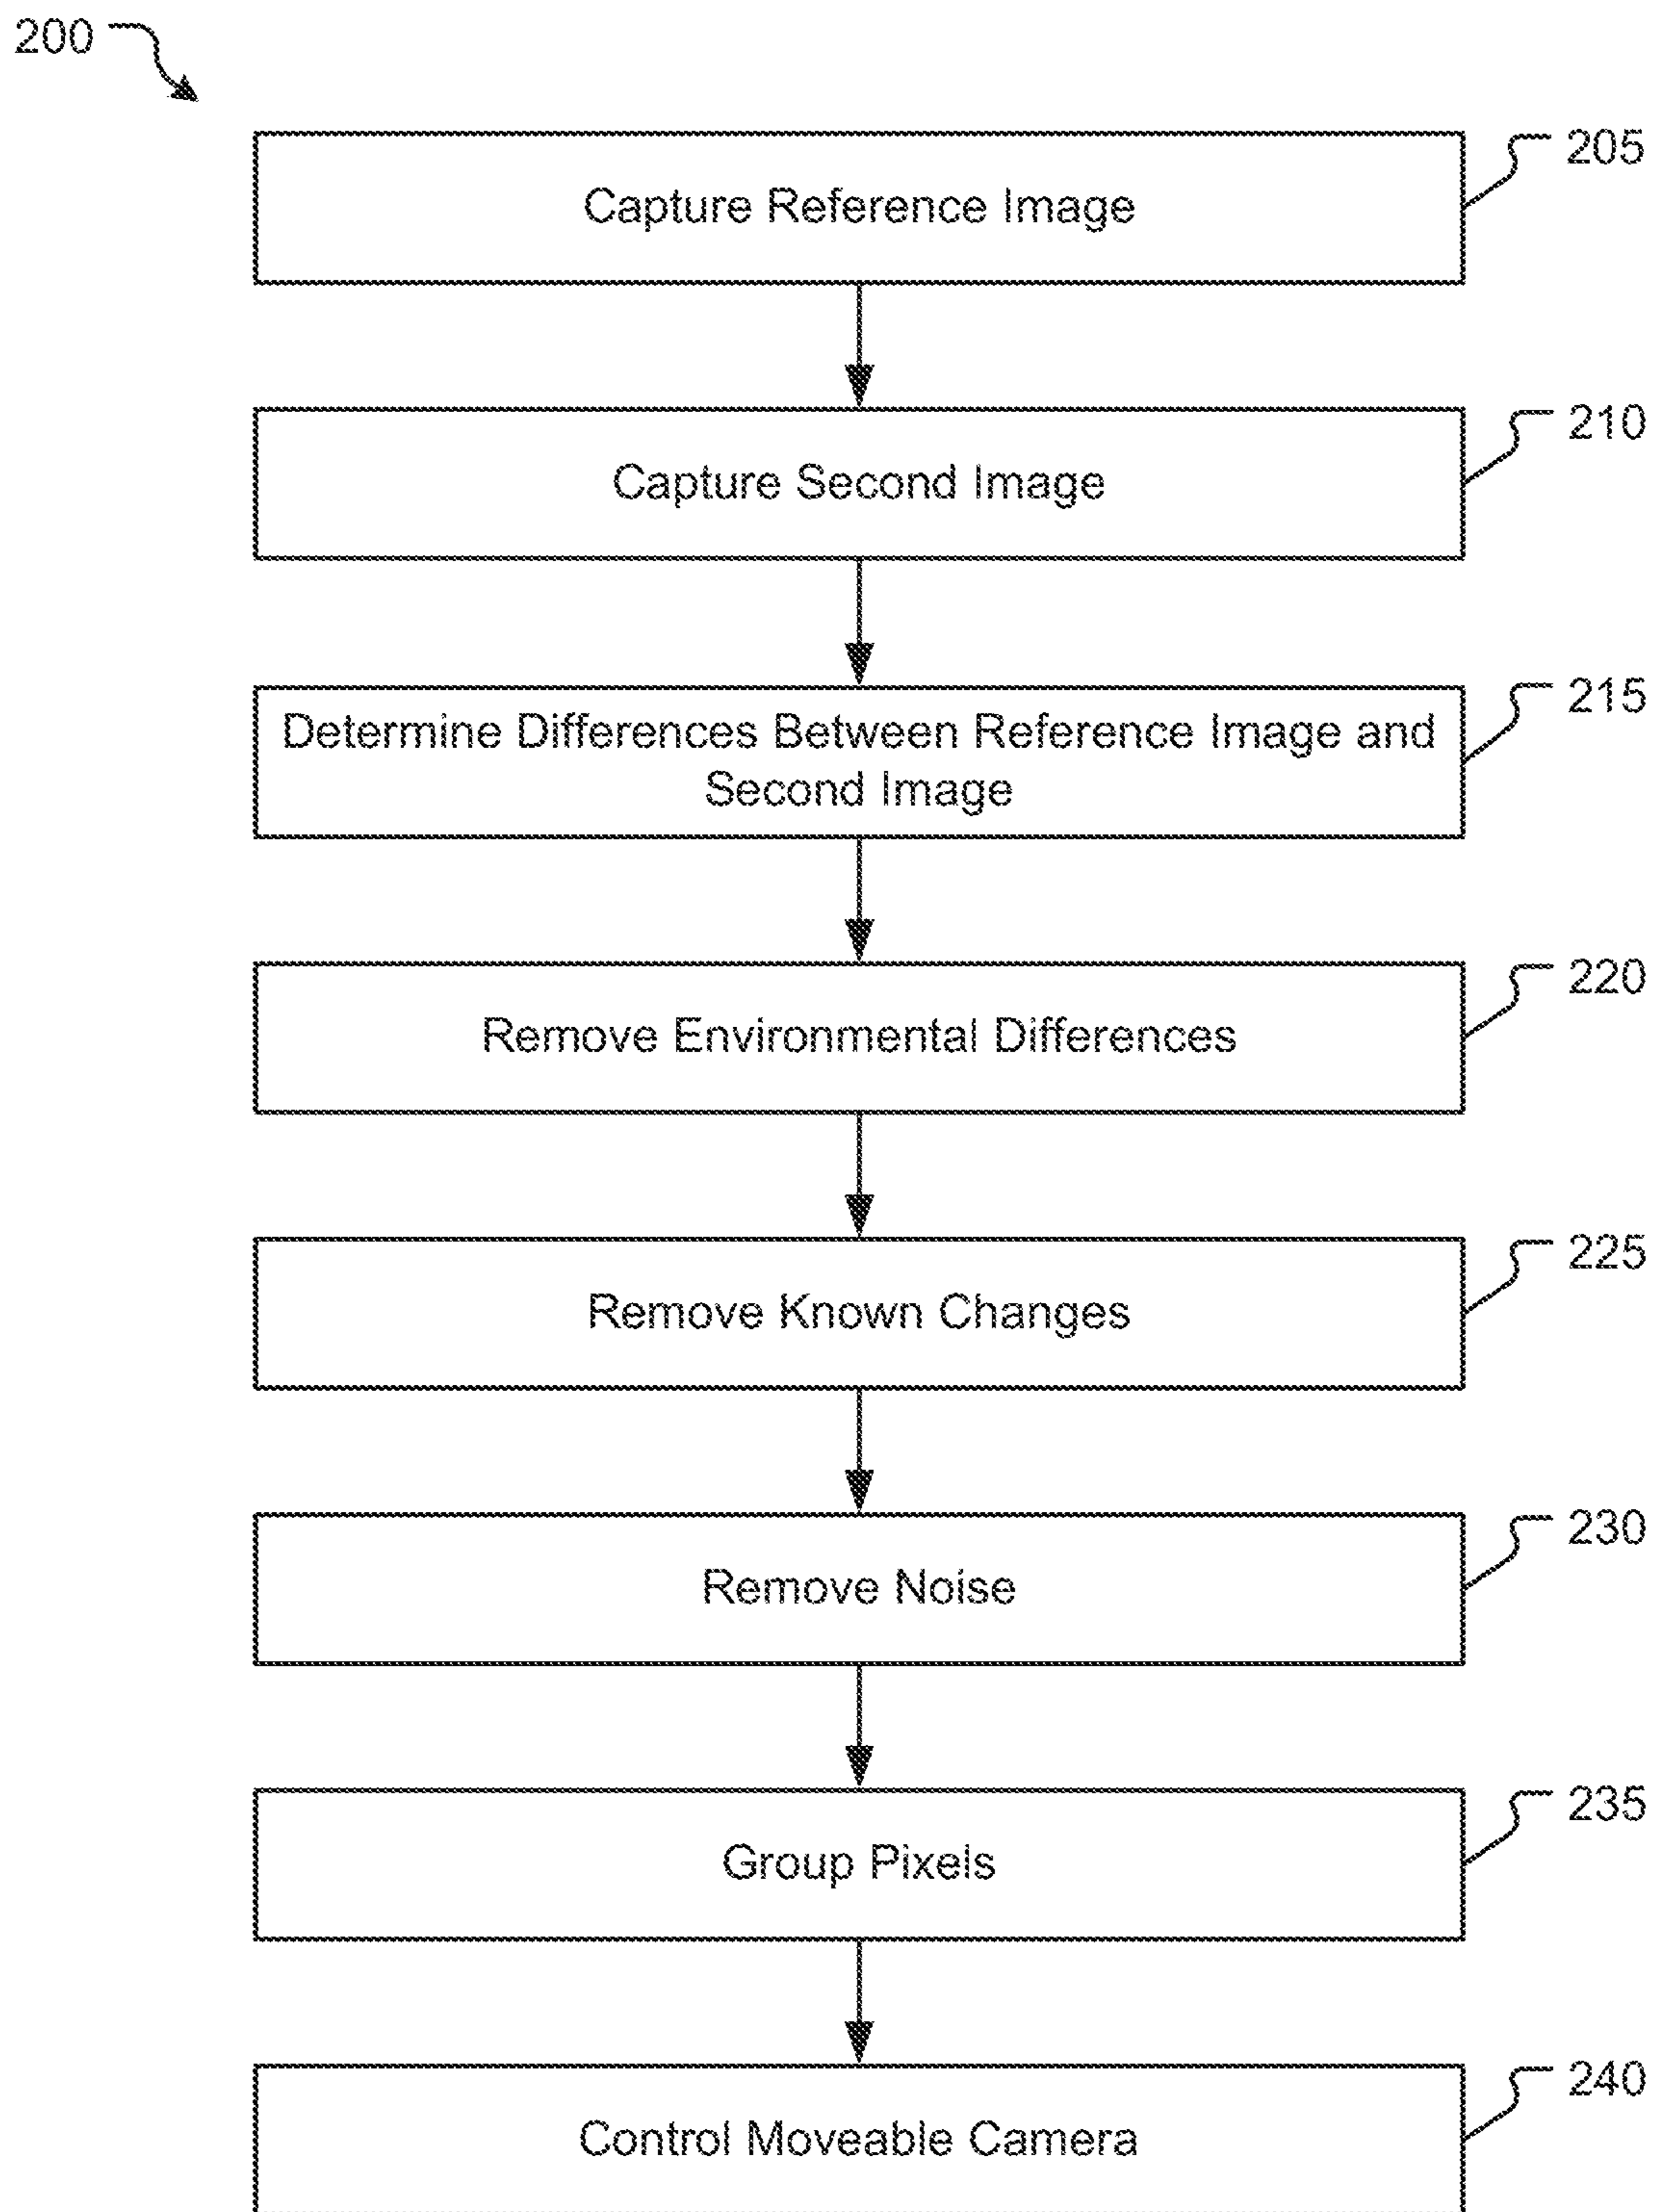 200
Capture Reference Image
205
Capture Second Image
210
Determine Differences Between Reference Image and
Second Image
215
Remove Environmental Differences
220
Remove Known Changes
225
Remove Noise
230
Group Pixels
235
Control Moveable Camera
240